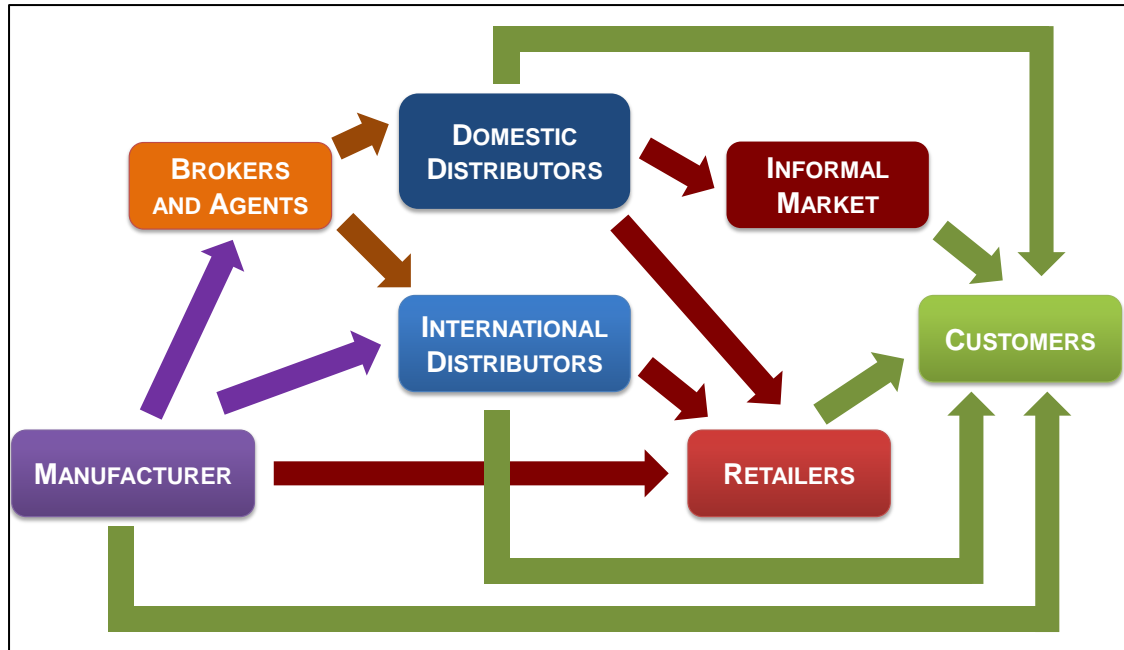 DOMESTIC
DISTRIBUTORS
BROKERS
AND AGENTS
INFORMAL
MARKET
INTERNATIONAL
DISTRIBUTORS
CUSTOMERS
MANUFACTURER
RETAILERS